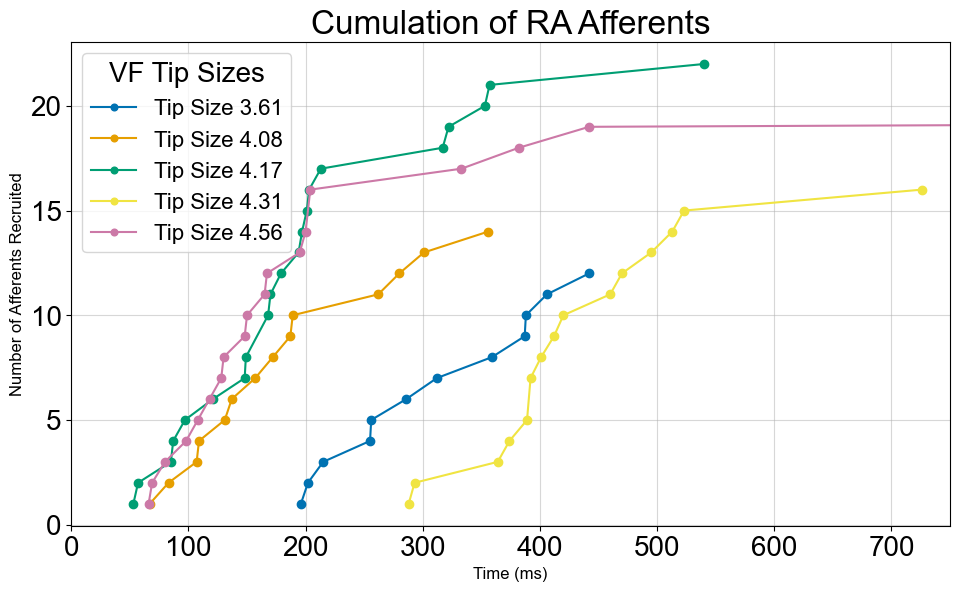 Cumulation of RA Afferents
VF Tip Sizes
Tip Size 3.61
Tip Size 4.08
Tip Size 4.17
Tip Size 4.31
Tip Size 4.56
Number of Afferents Recruited
20
15
10
5
0
0 100 200 300 400 500 600 700
Time (ms)